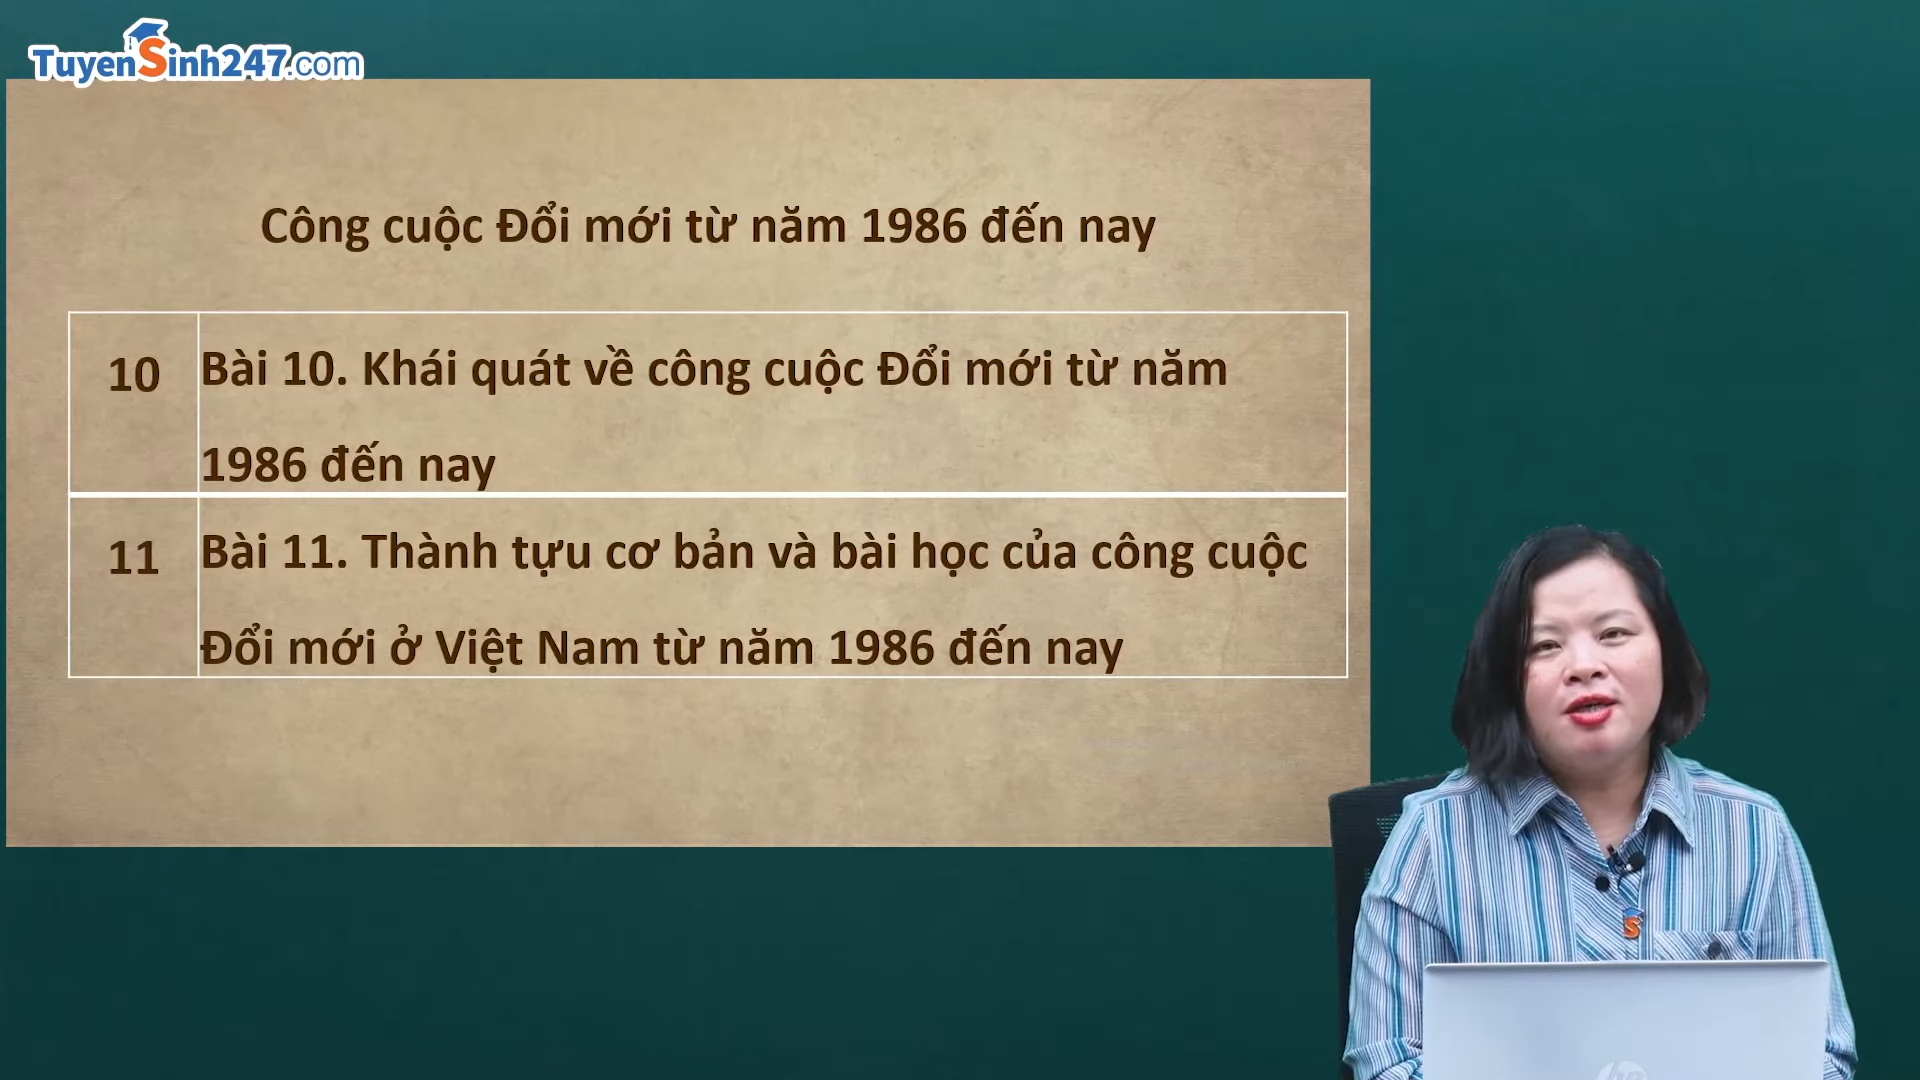 TuyenSinh247.com
Công cuộc Đổi mới từ năm 1986 đến nay
10
Bài 10. Khái quát về công cuộc Đổi mới từ năm
1986 đến nay
11
Bài 11. Thành tựu cơ bản và bài học của công cuộc
Đổi mới ở Việt Nam từ năm 1986 đến nay
S
hp